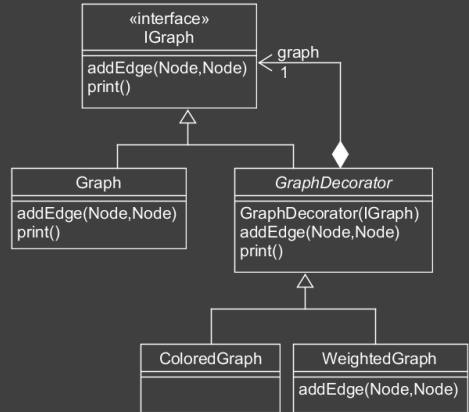 «interface»
IGraph
addEdge(Node,Node)
print()
graph
1
Graph
addEdge(Node,Node)
print()
GraphDecorator
GraphDecorator(IGraph)
addEdge(Node,Node)
print()
ColoredGraph
WeightedGraph
addEdge(Node,Node)